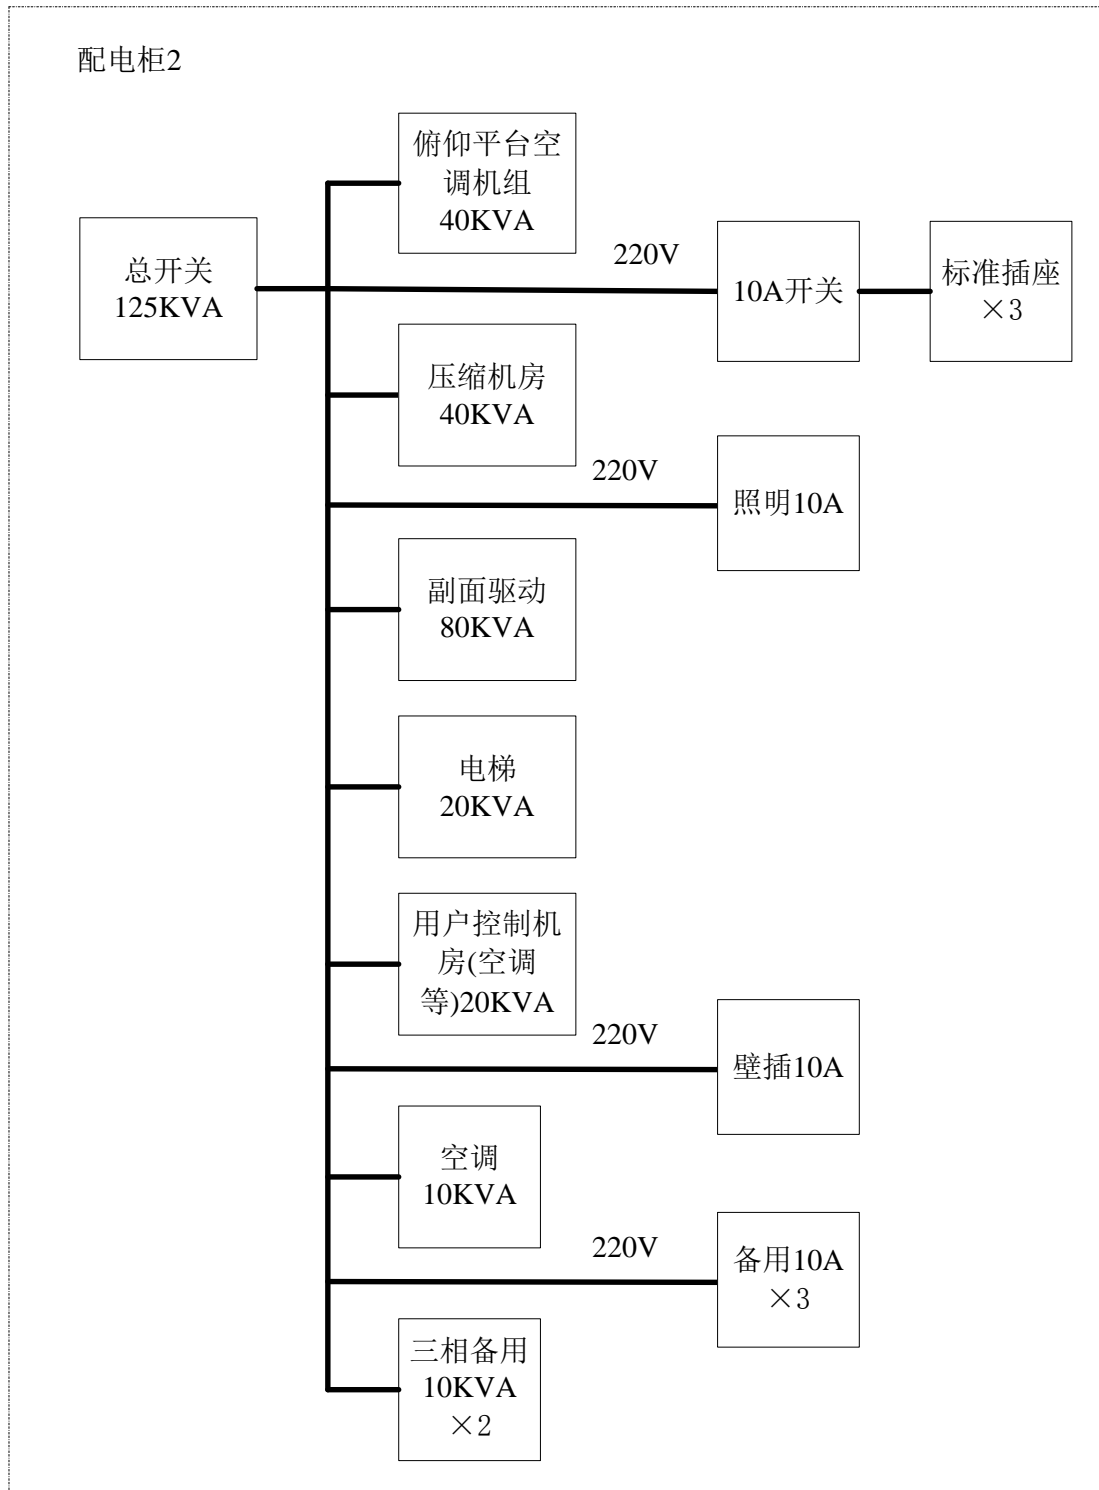 配电柜2
俯仰平台空
调机组
40KVA
总开关
125KVA
220V
10A开关
标准插座
×3
压缩机房
40KVA
220V
照明10A
副面驱动
80KVA
电梯
20KVA
用户控制机
房(空调
等)20KVA
220V
壁插10A
空调
10KVA
220V
备用10A
×3
三相备用
10KVA
×2